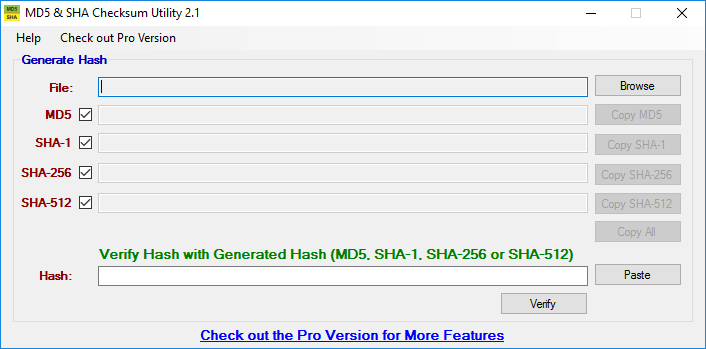 MD5 SHA MD5 & SHA Checksum Utility 2.1
Help Check out Pro Version
Generate Hash
File: Browse
MD5 Copy MD5
SHA-1 Copy SHA-1
SHA-256 Copy SHA-256
SHA-512 Copy SHA-512
Copy All
Verify Hash with Generated Hash (MD5, SHA-1, SHA-256 or SHA-512)
Hash: Paste
Verify
Check out the Pro Version for More Features